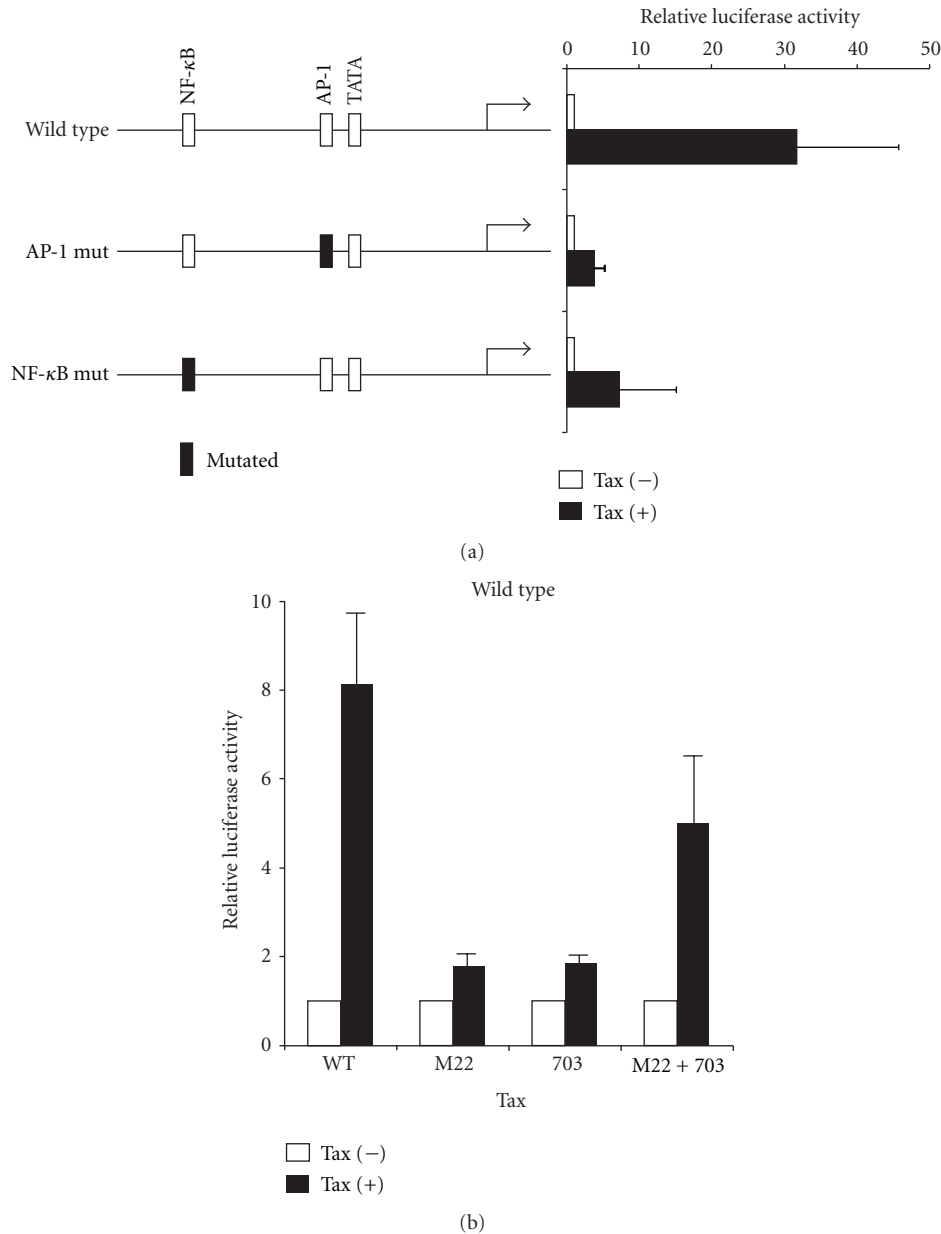 Relative luciferase activity
0 10 20 30 40 50
NF-κB
AP-1
TATA
Wild type
AP-1 mut
NF-κB mut
Mutated
Tax (−)
Tax (+)
(a)
Wild type
10
8
6
4
2
0
Relative luciferase activity
WT M22 703 M22 + 703
Tax
Tax (−)
Tax (+)
(b)